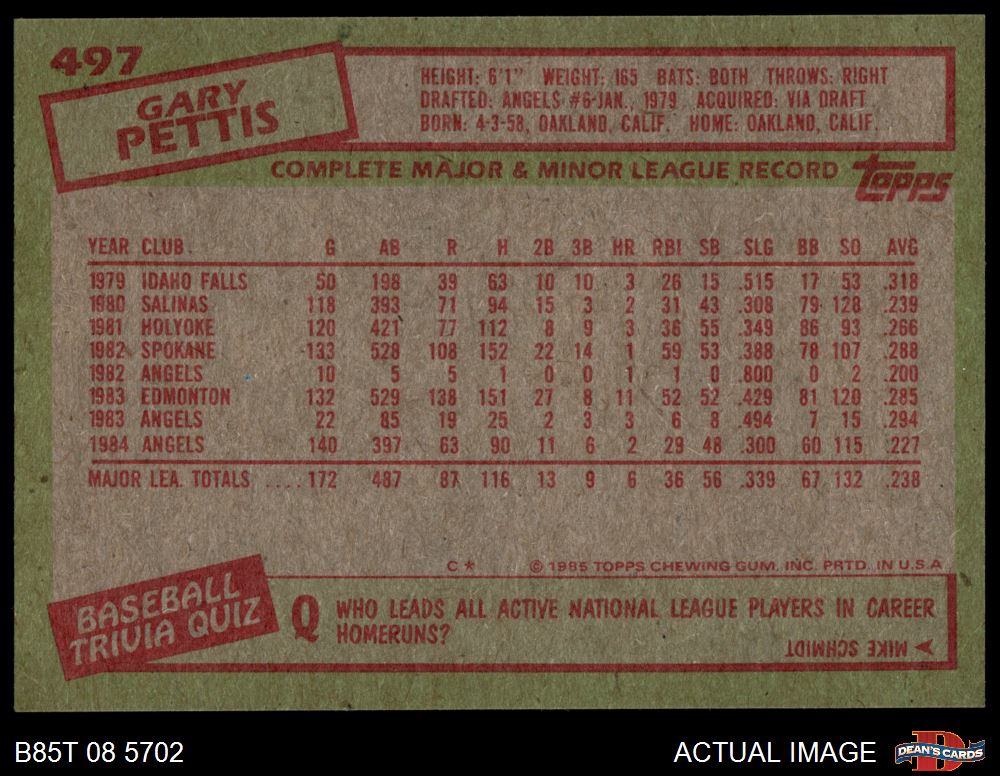 497
GARY
PETTIS
HEIGHT: 6'1" WEIGHT: 165 BATS: BOTH THROWS: RIGHT
DRAFTED: ANGELS #6-JAN., 1979 ACQUIRED: VIA DRAFT
BORN: 4-3-58, OAKLAND, CALIF. HOME: OAKLAND, CALIF.
COMPLETE MAJOR & MINOR LEAGUE RECORD topps
YEAR CLUB G AB R H 2B 3B HR RBI SB SLG BB SO AVG
1979 IDAHO FALLS 50 198 39 63 10 10 3 26 15 .515 17 53 .318
1980 SALINAS 118 393 71 94 15 3 2 31 43 .308 79 128 .239
1981 HOLYOKE 120 421 77 112 8 9 3 36 55 .349 86 93 .266
1982 SPOKANE 133 528 108 152 22 14 1 59 53 .388 78 107 .288
1982 ANGELS 10 5 5 1 0 0 1 1 0 .800 0 2 .200
1983 EDMONTON 132 529 138 151 27 8 11 52 52 .429 81 120 .285
1983 ANGELS 22 85 19 25 2 3 3 6 8 .494 7 15 .294
1984 ANGELS 140 397 63 90 11 6 2 29 48 .300 60 115 .227
MAJOR LEA. TOTALS ....172 487 87 116 13 9 6 36 56 .339 67 132 .238
C* © 1985 TOPPS CHEWING GUM, INC. PRTD. IN U.S.A.
BASEBALL
TRIVIA QUIZ
Q WHO LEADS ALL ACTIVE NATIONAL LEAGUE PLAYERS IN CAREER
HOMERUNS?
MIKE SCHMIDT
B85T 08 5702
ACTUAL IMAGE
DEAN'S CARDS